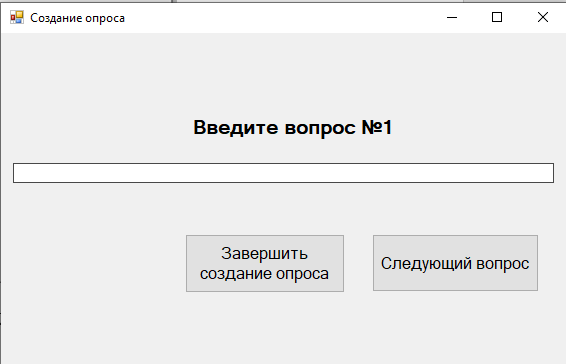 Создание опроса
Введите вопрос №1
Завершить
создание опроса
Следующий вопрос